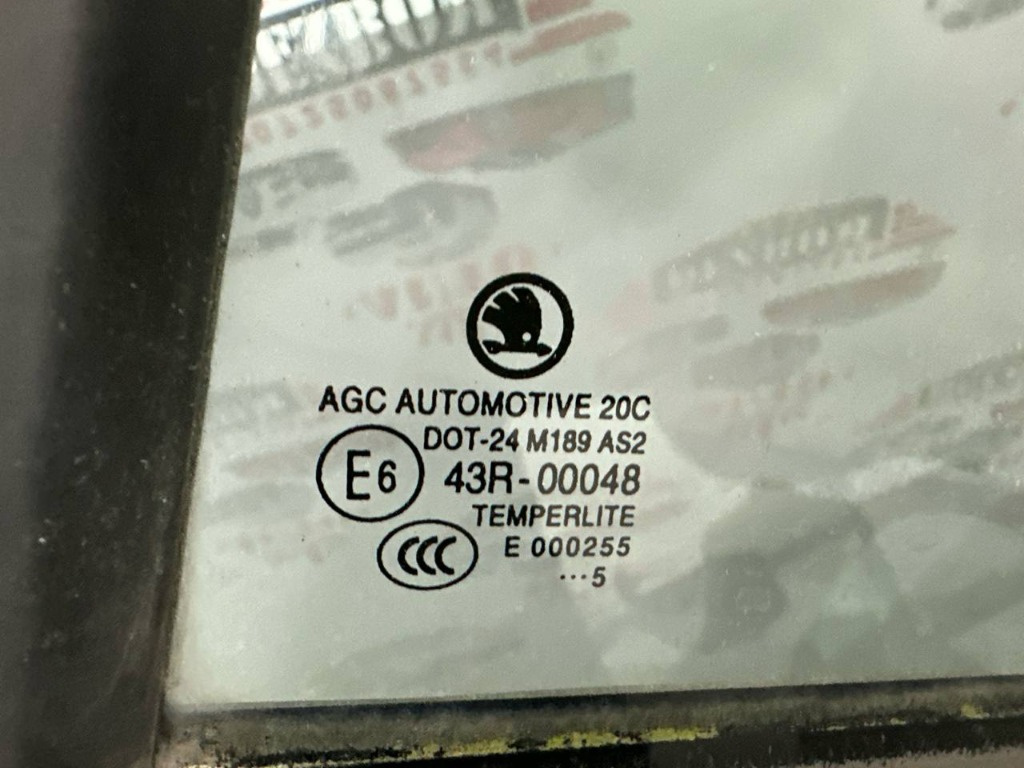 AGC AUTOMOTIVE 20C
DOT-24 M189 AS2
E6 43R-00048
TEMPERLITE
CCC E 000255
···5